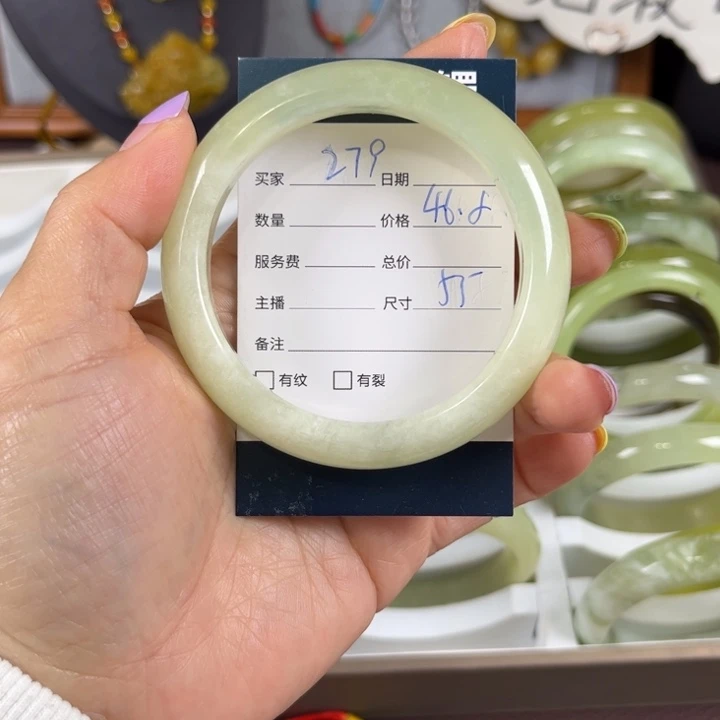 买家 279 日期
数量 价格 46.8
服务费 总价
主播 尺寸 55
备注
有纹 有裂